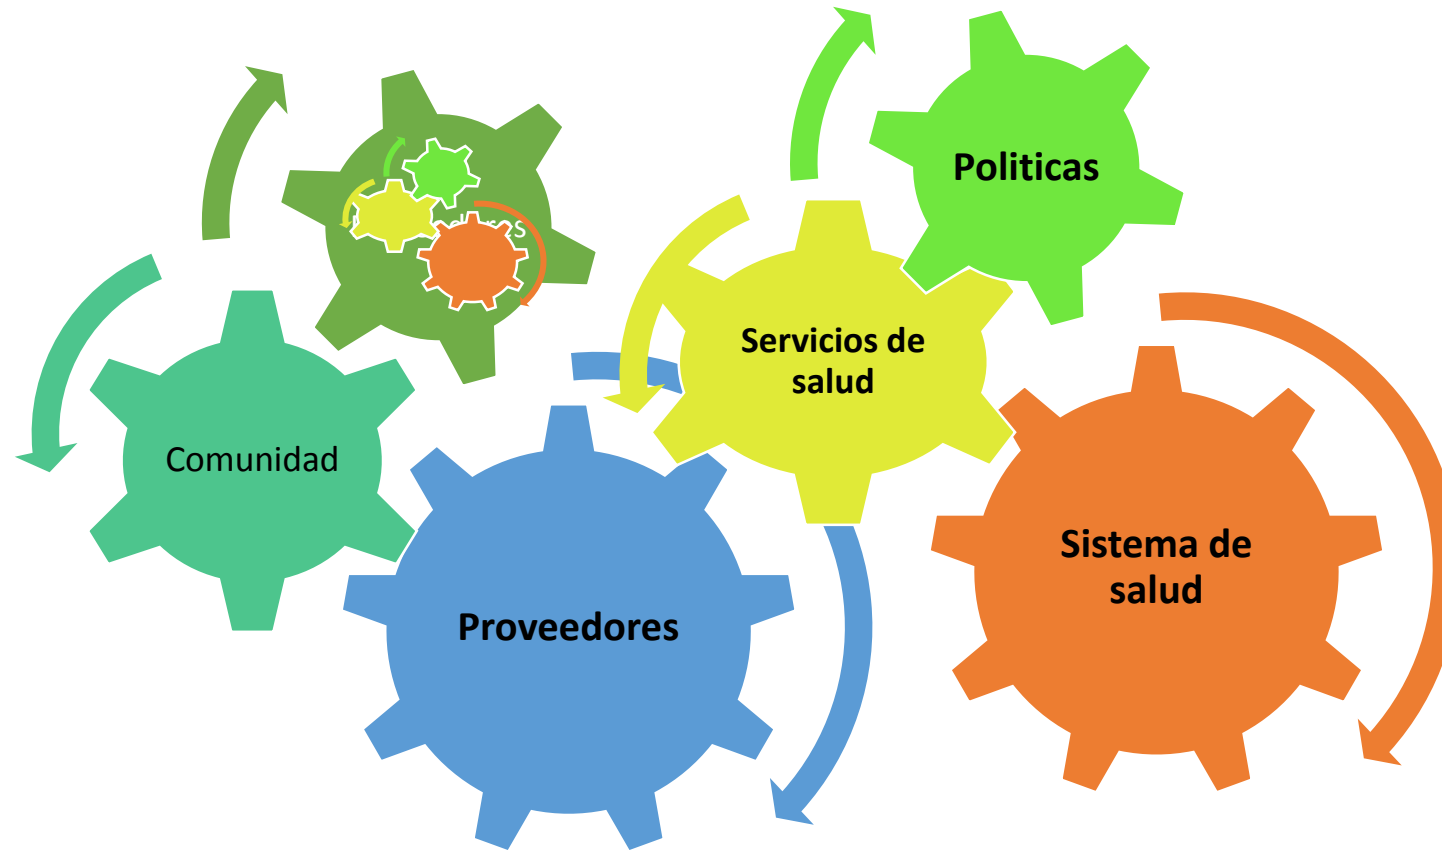 Politicas
Servicios de
salud
Comunidad
Sistema de
salud
Proveedores